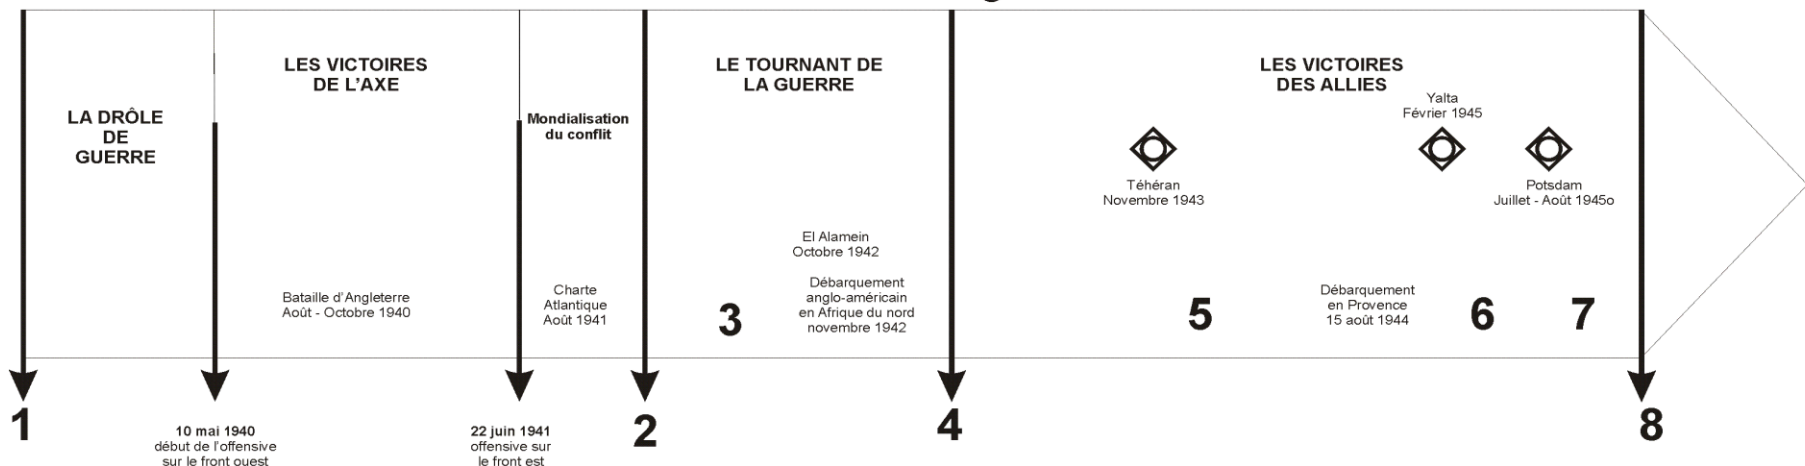 LA DRÔLE
DE
GUERRE
LES VICTOIRES
DE L'AXE
Mondialisation
du conflit
LE TOURNANT DE
LA GUERRE
LES VICTOIRES
DES ALLIES
Yalta
Février 1945
Téhéran
Novembre 1943
Potsdam
Juillet - Août 1945o
El Alamein
Octobre 1942
Bataille d'Angleterre
Août - Octobre 1940
Charte
Atlantique
Août 1941
3
Débarquement
anglo-américain
en Afrique du nord
novembre 1942
5
Débarquement
en Provence
15 août 1944
6
7
1
10 mai 1940
début de l'offensive
sur le front ouest
22 juin 1941
offensive sur
le front est
2
4
8